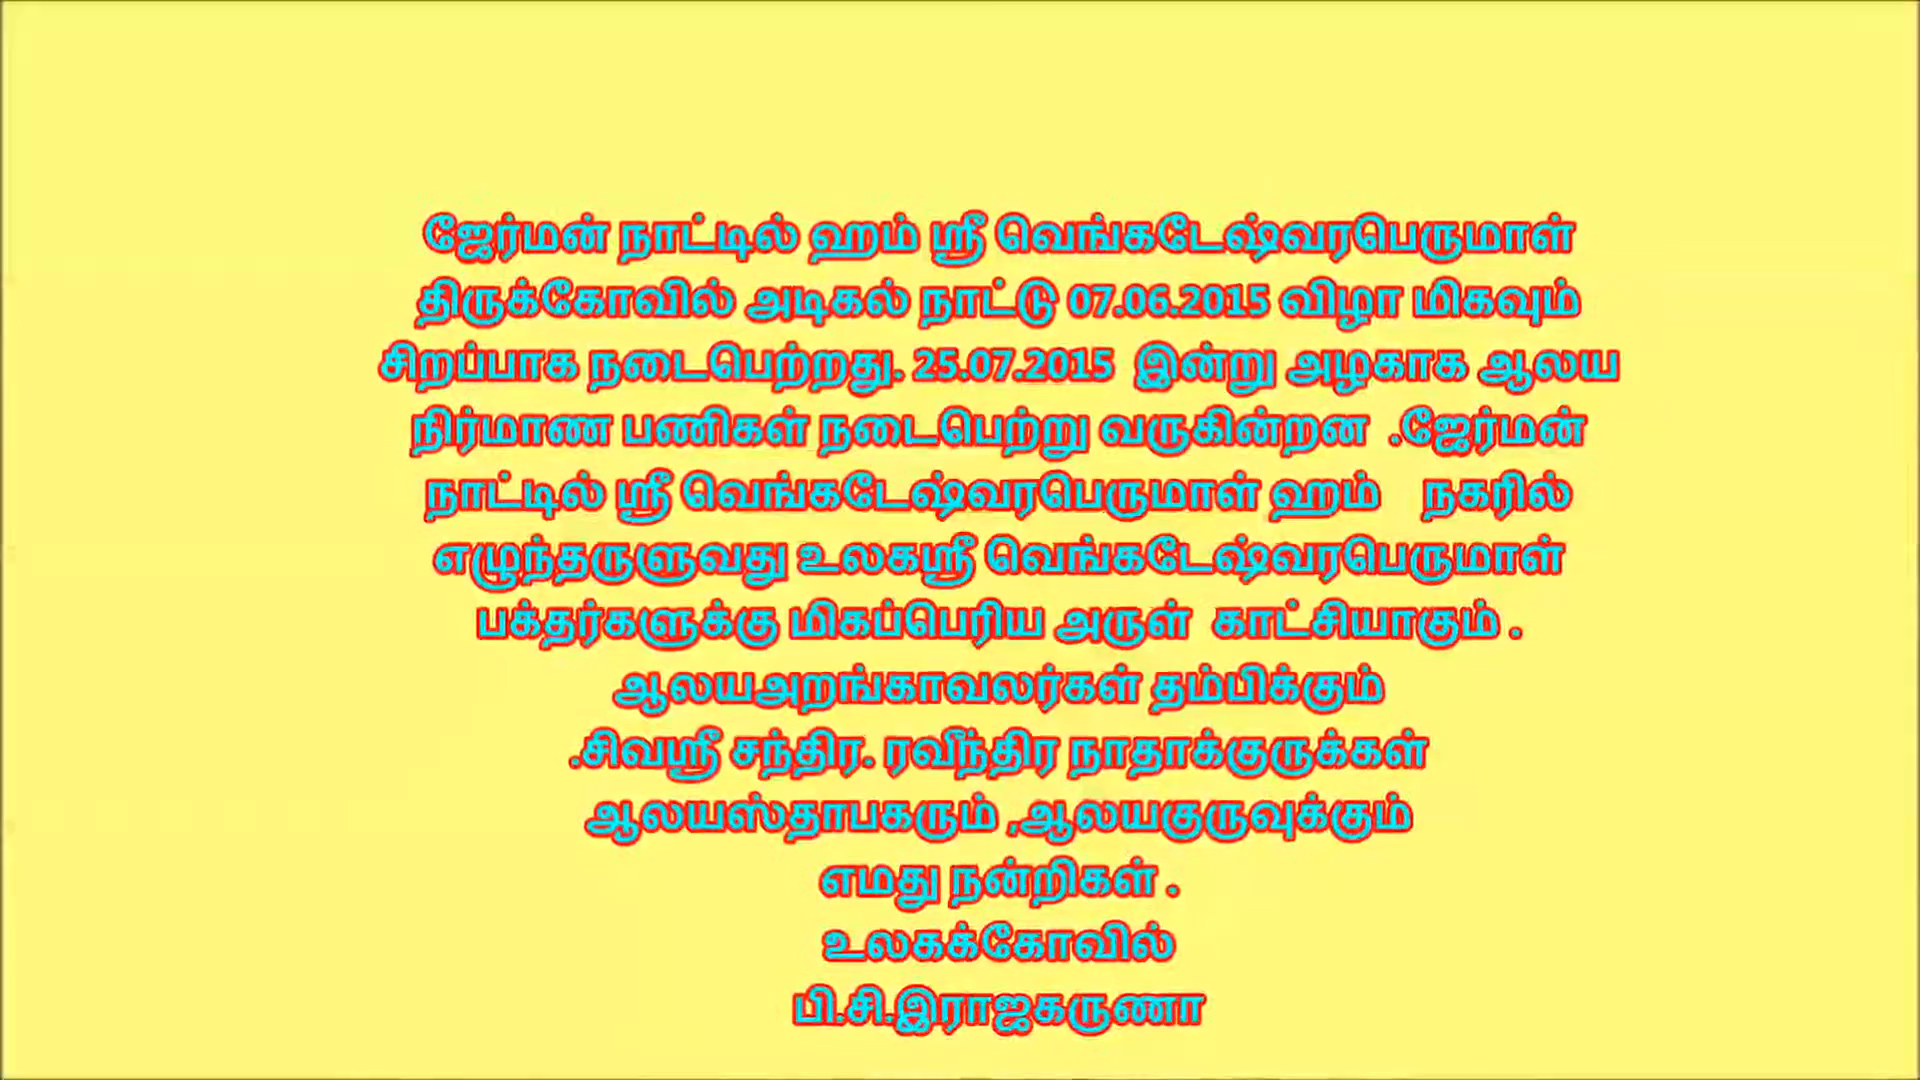 ஜேர்மன் நாட்டில் ஹம் ஸ்ரீ வெங்கடேஷ்வரபெருமாள்
திருக்கோவில் அடிகல் நாட்டு 07.06.2015 விழா மிகவும்
சிறப்பாக நடைபெற்றது. 25.07.2015 இன்று அழகாக ஆலய
நிர்மாண பணிகள் நடைபெற்று வருகின்றன .ஜேர்மன்
நாட்டில் ஸ்ரீ வெங்கடேஷ்வரபெருமாள் ஹம் நகரில்
எழுந்தருளுவது உலகஸ்ரீ வெங்கடேஷ்வரபெருமாள்
பக்தர்களுக்கு மிகப்பெரிய அருள் காட்சியாகும் .
ஆலயஅறங்காவலர்கள் தம்பிக்கும்
.சிவஸ்ரீ சந்திர. ரவீந்திர நாதாக்குருக்கள்
ஆலயஸ்தாபகரும் ,ஆலயகுருவுக்கும்
எமது நன்றிகள் .
உலகக்கோவில்
பி.சி.இராஜகருணா